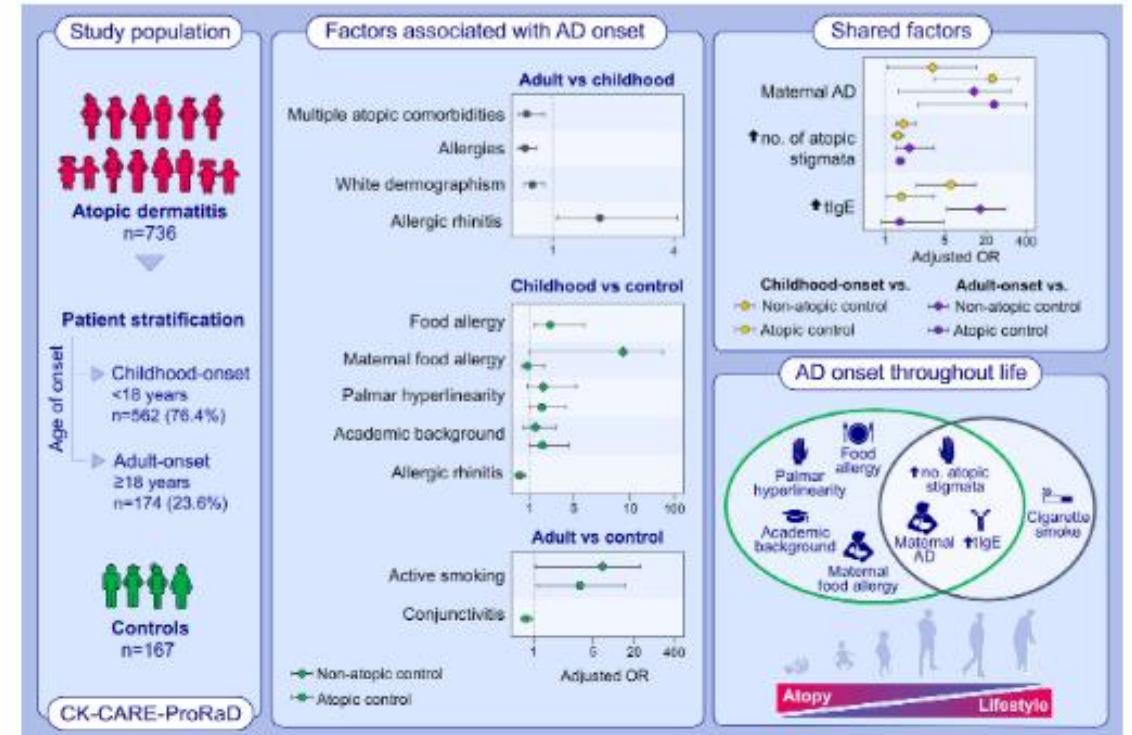 Study population
Atopic dermatitis
n=736
Patient stratification
Age of onset
Childhood-onset
<18 years
n=562 (76.4%)
Adult-onset
≥18 years
n=174 (23.6%)
Controls
n=167
CK-CARE-ProRaD
Factors associated with AD onset
Adult vs childhood
Multiple atopic comorbidities
Allergies
White dermographism
Allergic rhinitis
1 4
Childhood vs control
Food allergy
Maternal food allergy
Palmar hyperlinearity
Academic background
Allergic rhinitis
1 5 10 100
Adult vs control
Active smoking
Conjunctivitis
1 5 20 400
Adjusted OR
Non-atopic control
Atopic control
Shared factors
Maternal AD
⬆no. of atopic
stigmata
⬆tIgE
1 5 20 400
Adjusted OR
Childhood-onset vs. Adult-onset vs.
Non-atopic control Non-atopic control
Atopic control Atopic control
AD onset throughout life
Palmar
hyperlinearity
Food
allergy
Academic
background
Maternal
food allergy
⬆no. atopic
stigmata
Maternal
AD
⬆tIgE
Cigarette
smoke
Atopy
Lifestyle